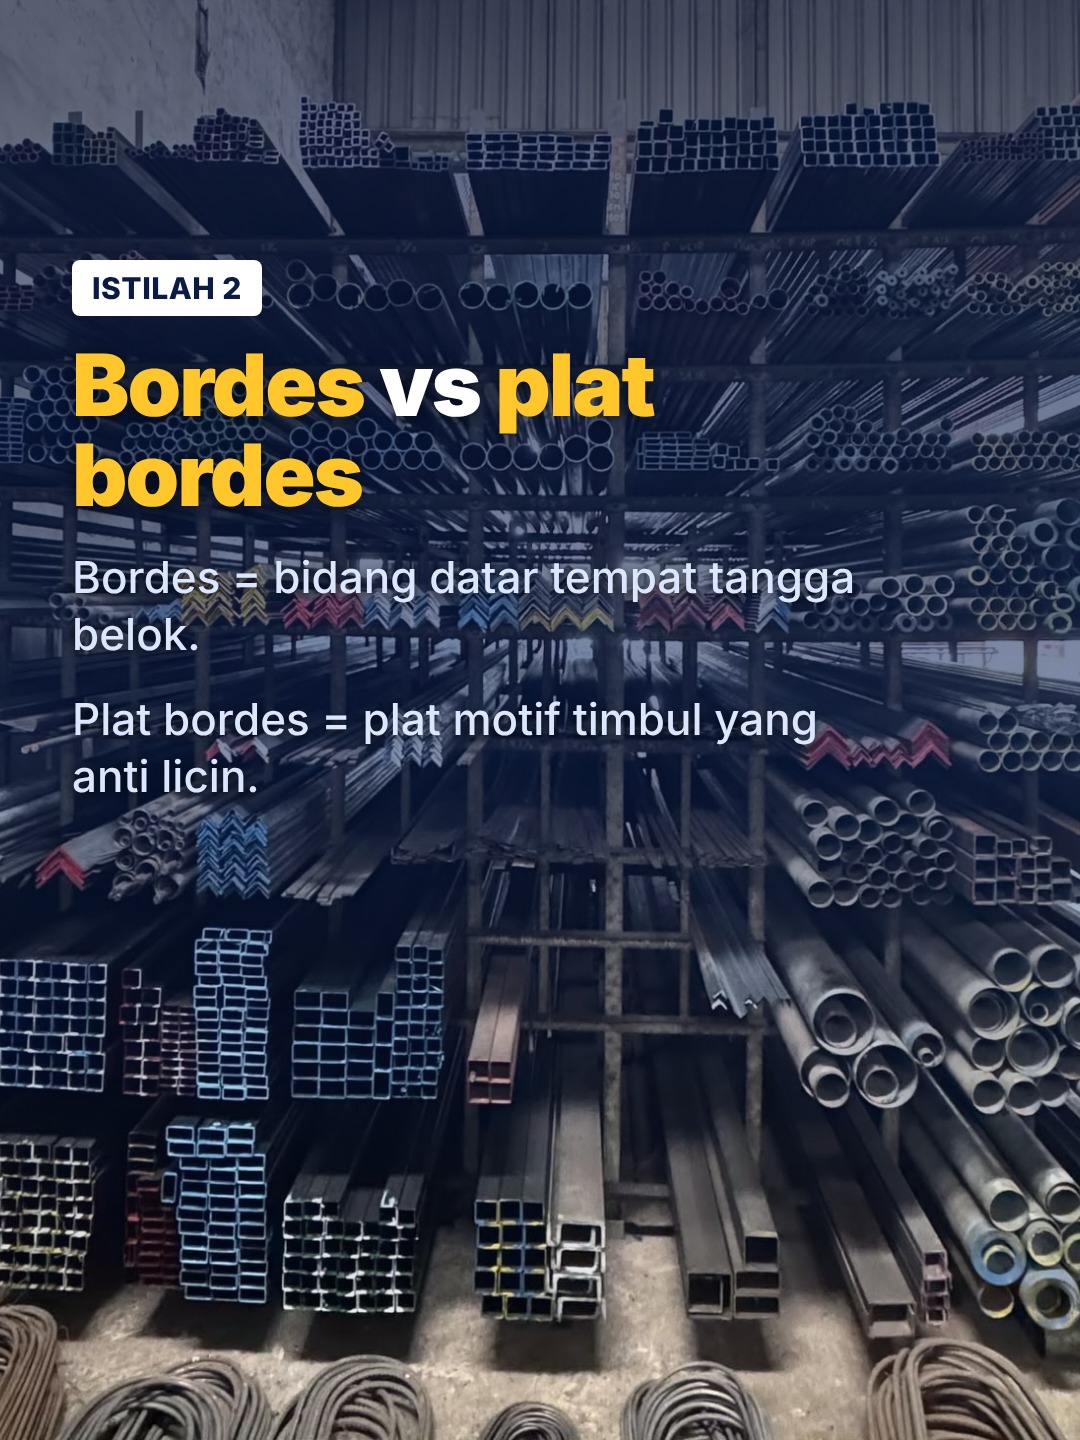 ISTILAH 2
Bordes vs plat
bordes
Bordes = bidang datar tempat tangga
belok.
Plat bordes = plat motif timbul yang
anti licin.